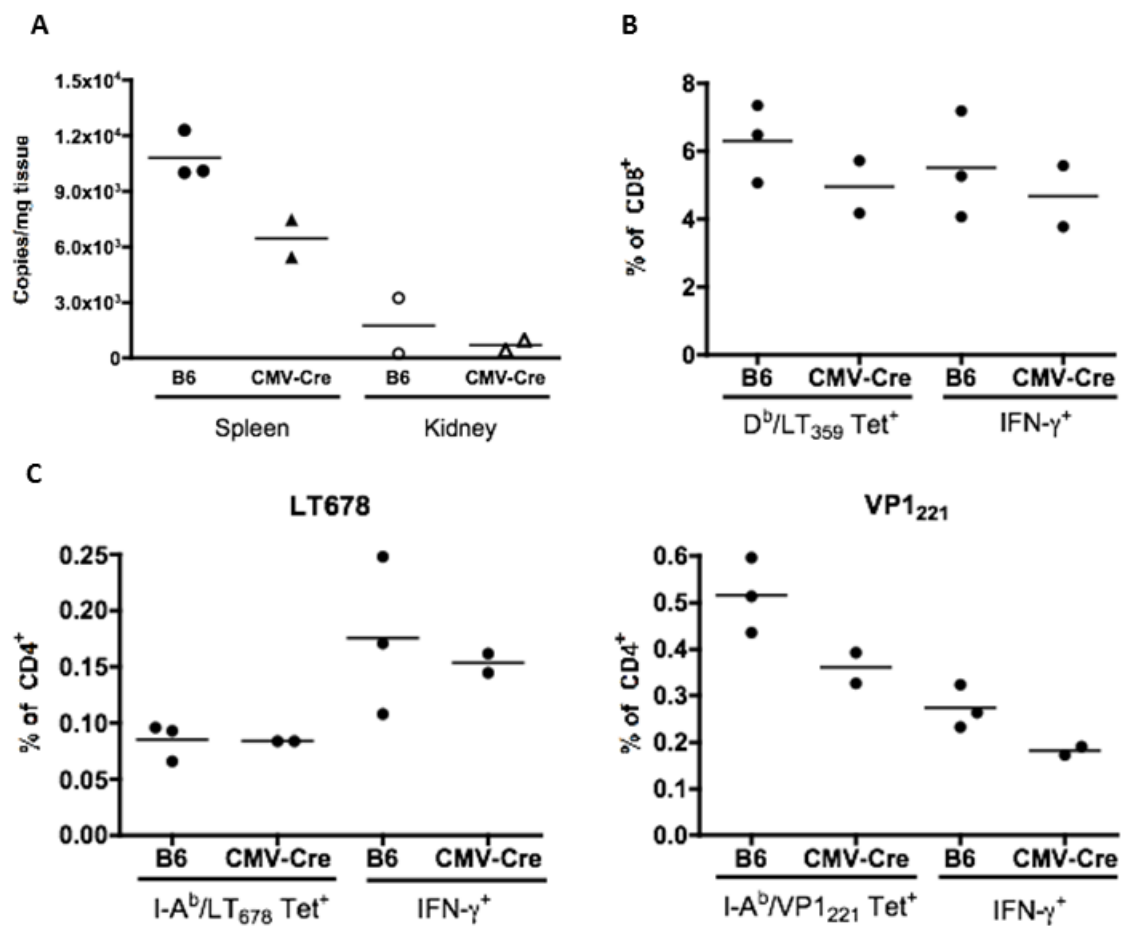 A
Copies/mg tissue
1.5x10⁴
1.2x10⁴
9.0x10³
6.0x10³
3.0x10³
0
B6 CMV-Cre B6 CMV-Cre
Spleen Kidney
B
% of CD8⁺
8
6
4
2
0
B6 CMV-Cre B6 CMV-Cre
Dᵇ/LT₃₅₉ Tet⁺ IFN-γ⁺
C
LT678
% of CD4⁺
0.25
0.20
0.15
0.10
0.05
0.00
B6 CMV-Cre B6 CMV-Cre
I-Aᵇ/LT₆₇₈ Tet⁺ IFN-γ⁺
VP1₂₂₁
% of CD4⁺
0.6
0.5
0.4
0.3
0.2
0.1
0.0
B6 CMV-Cre B6 CMV-Cre
I-Aᵇ/VP1₂₂₁ Tet⁺ IFN-γ⁺